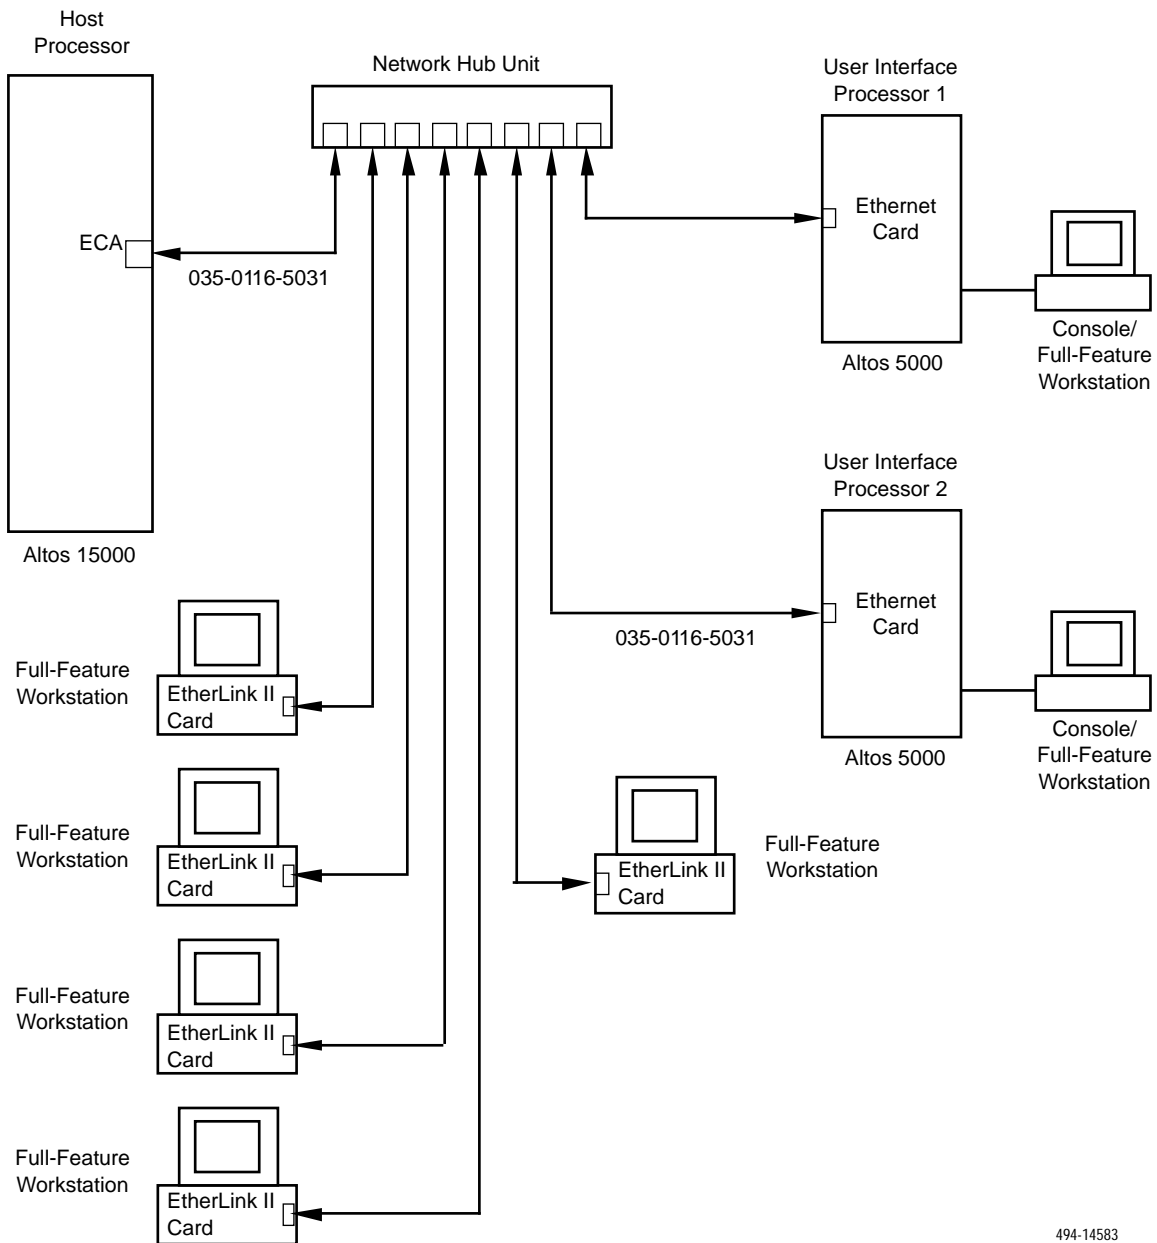 Host
Processor
Network Hub Unit
User Interface
Processor 1
ECA
035-0116-5031
Ethernet
Card
Altos 5000
Console/
Full-Feature
Workstation
User Interface
Processor 2
Altos 15000
Ethernet
Card
035-0116-5031
Altos 5000
Console/
Full-Feature
Workstation
Full-Feature
Workstation
EtherLink II
Card
Full-Feature
Workstation
EtherLink II
Card
EtherLink II
Card
Full-Feature
Workstation
Full-Feature
Workstation
EtherLink II
Card
Full-Feature
Workstation
EtherLink II
Card
494-14583